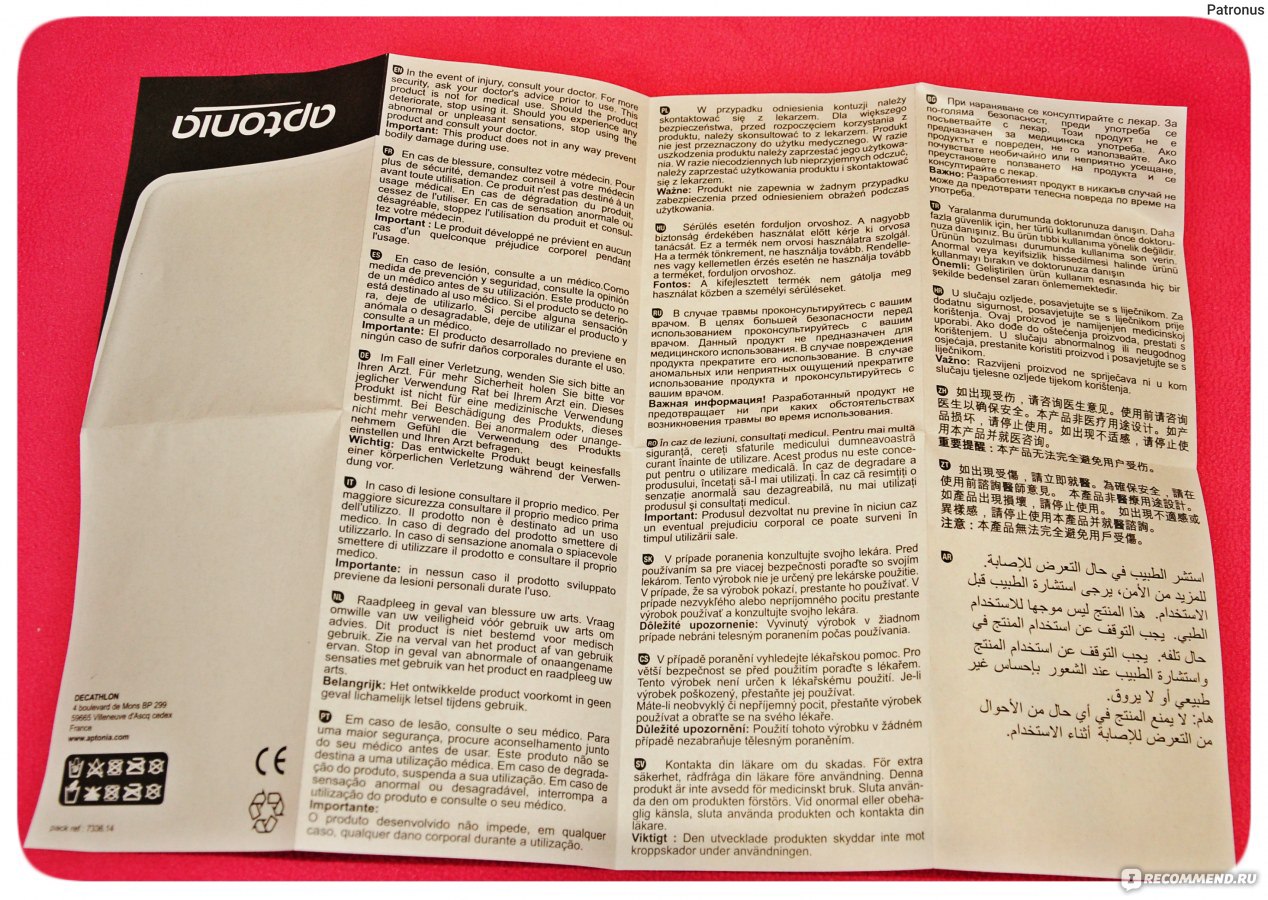 Patronus
aptonia
DECATHLON
4 boulevard de Mons BP 299
59665 Villeneuve d'Ascq cedex
France
www.aptonia.com
CE
pack ref : 7336.14
EN In the event of injury, consult your doctor. For more
security, ask your doctor's advice prior to use. This
product is not for medical use. Should the product
deteriorate, stop using it. Should you experience any
abnormal or unpleasant sensations, stop using the
product and consult your doctor.
Important: This product does not in any way prevent
bodily damage during use.
FR En cas de blessure, consultez votre médecin. Pour
plus de sécurité, demandez conseil à votre médecin
avant toute utilisation. Ce produit n'est pas destiné à un
usage médical. En cas de dégradation du produit,
cessez de l'utiliser. En cas de sensation anormale ou
désagréable, stoppez l'utilisation du produit et consul-
tez votre médecin.
Important : Le produit développé ne prévient en aucun
cas d'un quelconque préjudice corporel pendant
l'usage.
ES En caso de lesión, consulte a un médico.Como
medida de prevención y seguridad, consulte la opinión
de un médico antes de su utilización. Este producto no
está destinado al uso médico. Si el producto se deterio-
ra, deje de utilizarlo. Si percibe alguna sensación
anómala o desagradable, deje de utilizar el producto y
consulte a un médico.
Importante: El producto desarrollado no previene en
ningún caso de sufrir daños corporales durante el uso.
DE Im Fall einer Verletzung, wenden Sie sich bitte an
Ihren Arzt. Für mehr Sicherheit holen Sie bitte vor
jeglicher Verwendung Rat bei Ihrem Arzt ein. Dieses
Produkt ist nicht für eine medizinische Verwendung
bestimmt. Bei Beschädigung des Produkts, dieses
nicht mehr verwenden. Bei anormalem oder unange-
nehmem Gefühl die Verwendung des Produkts
einstellen und Ihren Arzt befragen.
Wichtig: Das entwickelte Produkt beugt keinesfalls
einer körperlichen Verletzung während der Verwen-
dung vor.
IT In caso di lesione consultare il proprio medico. Per
maggiore sicurezza consultare il proprio medico prima
dell'utilizzo. Il prodotto non è destinato ad un uso
medico. In caso di degrado del prodotto smettere di
utilizzarlo. In caso di sensazione anomala o spiacevole
smettere di utilizzare il prodotto e consultare il proprio
medico.
Importante: in nessun caso il prodotto sviluppato
previene da lesioni personali durate l'uso.
NL Raadpleeg in geval van blessure uw arts. Vraag
omwille van uw veiligheid vóór gebruik uw arts om
advies. Dit product is niet bestemd voor medisch
gebruik. Zie na verval van het product af van gebruik
ervan. Stop in geval van abnormale of onaangename
sensaties met gebruik van het product en raadpleeg uw
arts.
Belangrijk: Het ontwikkelde product voorkomt in geen
geval lichamelijk letsel tijdens gebruik.
PT Em caso de lesão, consulte o seu médico. Para
uma maior segurança, procure aconselhamento junto
do seu médico antes de usar. Este produto não se
destina a uma utilização médica. Em caso de degrada-
ção do produto, suspenda a sua utilização. Em caso de
sensação anormal ou desagradável, interrompa a
utilização do produto e consulte o seu médico.
Importante:
O produto desenvolvido não impede, em qualquer
caso, qualquer dano corporal durante a utilização.
PL W przypadku odniesienia kontuzji należy
skontaktować się z lekarzem. Dla większego
bezpieczeństwa, przed rozpoczęciem korzystania z
produktu, należy skonsultować to z lekarzem. Produkt
nie jest przeznaczony do użytku medycznego. W razie
uszkodzenia produktu należy zaprzestać jego użytkowa-
nia. W razie niecodziennych lub nieprzyjemnych odczuć,
należy zaprzestać użytkowania produktu i skontaktować
się z lekarzem.
Ważne: Produkt nie zapewnia w żadnym przypadku
zabezpieczenia przed odniesieniem obrażeń podczas
użytkowania.
HU Sérülés esetén forduljon orvoshoz. A nagyobb
biztonság érdekében használat előtt kérje ki orvosa
tanácsát. Ez a termék nem orvosi használatra szolgál.
Ha a termék tönkrement, ne használja tovább. Rendelle-
nes vagy kellemetlen érzés esetén ne használja tovább
a terméket, forduljon orvoshoz.
Fontos: A kifejlesztett termék nem gátolja meg
használat közben a személyi sérüléseket.
RU В случае травмы проконсультируйтесь с вашим
врачом. В целях большей безопасности перед
использованием проконсультируйтесь с вашим
врачом. Данный продукт не предназначен для
медицинского использования. В случае повреждения
продукта прекратите его использование. В случае
аномальных или неприятных ощущений прекратите
использование продукта и проконсультируйтесь с
вашим врачом.
Важная информация! Разработанный продукт не
предотвращает ни при каких обстоятельствах
возникновения травмы во время использования.
RO În caz de leziuni, consultați medicul. Pentru mai multă
siguranță, cereți sfaturile medicului dumneavoastră
curant înainte de utilizare. Acest produs nu este conce-
put pentru o utilizare medicală. În caz de degradare a
produsului, încetați să-l mai utilizați. În caz că resimțiți o
senzație anormală sau dezagreabilă, nu mai utilizați
produsul și consultați medicul.
Important: Produsul dezvoltat nu previne în niciun caz
un eventual prejudiciu corporal ce poate surveni în
timpul utilizării sale.
SK V prípade poranenia konzultujte svojho lekára. Pred
používaním sa pre viacej bezpečnosti poraďte so svojím
lekárom. Tento výrobok nie je určený pre lekárske použitie.
V prípade, že sa výrobok pokazí, prestante ho používať. V
prípade nezvyklého alebo nepríjomného pocitu prestante
výrobok používať a konzultujte svojho lekára.
Dôležité upozornenie: Vyvinutý výrobok v žiadnom
prípade nebráni telesným poranením počas používania.
CS V případě poranění vyhledejte lékařskou pomoc. Pro
větší bezpečnost se před použitím poraďte s lékařem.
Tento výrobek není určen k lékařskému použití. Je-li
výrobek poškozený, přestaňte jej používat.
Máte-li neobvyklý či nepříjemný pocit, přestaňte výrobek
používat a obraťte se na svého lékaře.
Důležité upozornění: Použití tohoto výrobku v žádném
případě nezabraňuje tělesným poraněním.
SV Kontakta din läkare om du skadas. För extra
säkerhet, rådfråga din läkare före användning. Denna
produkt är inte avsedd för medicinskt bruk. Sluta använ-
da den om produkten förstörs. Vid onormal eller obeha-
glig känsla, sluta använda produkten och kontakta din
läkare.
Viktigt : Den utvecklade produkten skyddar inte mot
kroppskador under användningen.
BG При нараняване се консултирайте с лекар. За
по-голяма безопасност, преди употреба се
посъветвайте с лекар. Този продукт не е
предназначен за медицинска употреба. Ако
продуктът е повреден, не го използвайте. Ако
почувствате необичайно или неприятно усещане,
преустановете ползването на продукта и се
консултирайте с лекар.
Важно: Разработеният продукт в никакъв случай не
може да предотврати телесна повреда по време на
употреба.
TR Yaralanma durumunda doktorunuza danışın. Daha
fazla güvenlik için, her türlü kullanımdan önce doktoru-
nuza danışınız. Bu ürün tıbbi kullanıma yönelik değildir.
Ürünün bozulması durumunda kullanıma son verin.
Anormal veya keyifsizlik hissedilmesi halinde ürünü
kullanmayı bırakın ve doktorunuza danışın
Önemli: Geliştirilen ürün kullanım esnasında hiç bir
şekilde bedensel zararı önlememektedir.
HR U slučaju ozljede, posavjetujte se s liječnikom. Za
dodatnu sigurnost, posavjetujte se s liječnikom prije
korištenja. Ovaj proizvod je namijenjen medicinskoj
uporabi. Ako dođe do oštećenja proizvoda, prestati s
korištenjem. U slučaju abnormalnog ili neugodnog
osjećaja, prestanite koristiti proizvod i posavjetujte se s
liječnikom.
Važno: Razvijeni proizvod ne sprječava ni u kom
slučaju tjelesne ozljede tijekom korištenja.
ZH 如出现受伤，请咨询医生意见。使用前请咨询
医生以确保安全。本产品非医疗用途设计。如产
品损坏，请停止使用。如出现不适感，请停止使
用本产品并就医咨询。
重要提醒：本产品无法完全避免用户受伤。
ZT 如出現受傷，請立即就醫。為確保安全，請在
使用前諮詢醫師意見。 本產品非醫療用途設計。
如產品出現損壞，請停止使用。 如出現不適感或
異樣感，請停止使用本產品并就醫諮詢。
注意：本產品無法完全避免用戶受傷。
AR استشر الطبيب في حال التعرض للإصابة.
للمزيد من الأمن، يرجى استشارة الطبيب قبل
الاستخدام. هذا المنتج ليس موجها للاستخدام
الطبي. يجب التوقف عن استخدام المنتج في
حال تلفه. يجب التوقف عن استخدام المنتج
واستشارة الطبيب عند الشعور بإحساس غير
طبيعي أو لا يروق.
هام: لا يمنع المنتج في أي حال من الأحوال
من التعرض للإصابة أثناء الاستخدام.
RECOMMEND.RU